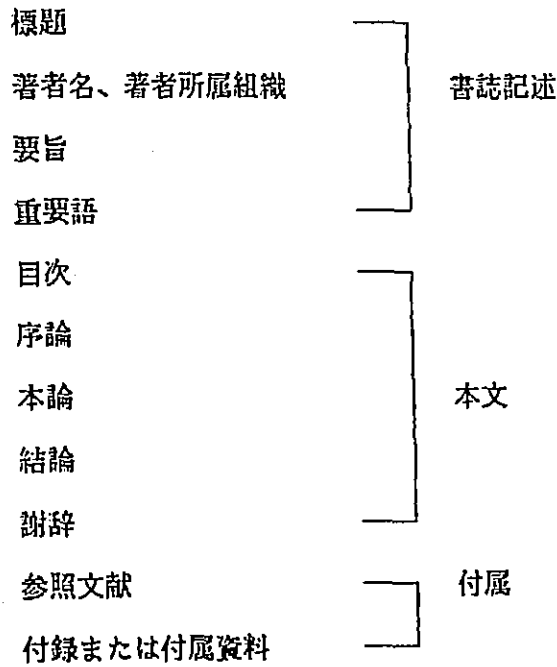 標題
著者名、著者所属組織 書誌記述
要旨
重要語
目次
序論
本論 本文
結論
謝辞
参照文献 付属
付録または付属資料